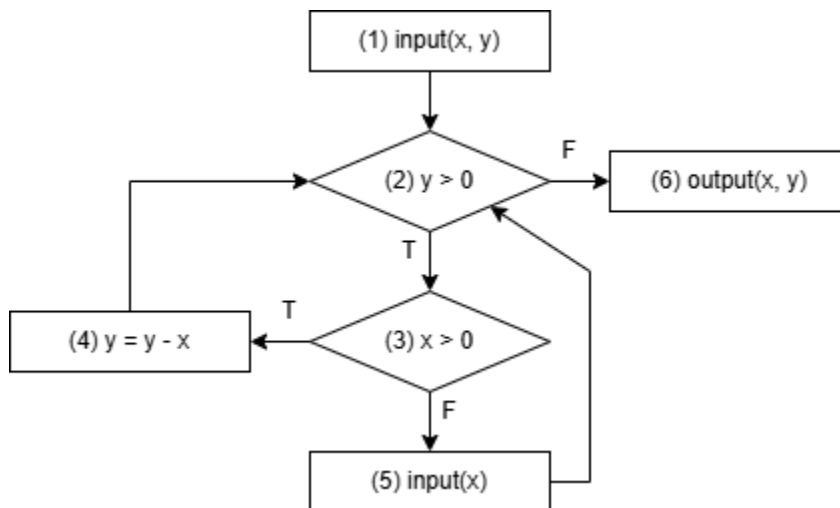 (1) input(x, y)
F
(2) y > 0
(6) output(x, y)
T
T
(4) y = y - x
(3) x > 0
F
(5) input(x)